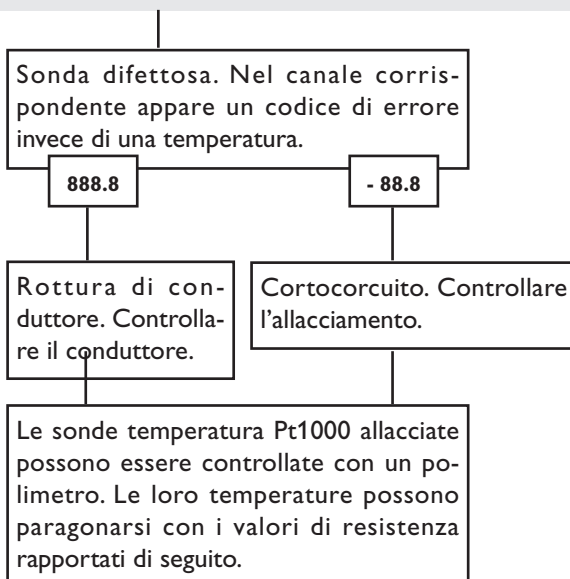 Sonda difettosa. Nel canale corris-
pondente appare un codice di errore
invece di una temperatura.
888.8
- 88.8
Rottura di con-
duttore. Controlla-
re il conduttore.
Cortocorcuito. Controllare
l'allacciamento.
Le sonde temperatura Pt1000 allacciate
possono essere controllate con un po-
limetro. Le loro temperature possono
paragonarsi con i valori di resistenza
rapportati di seguito.